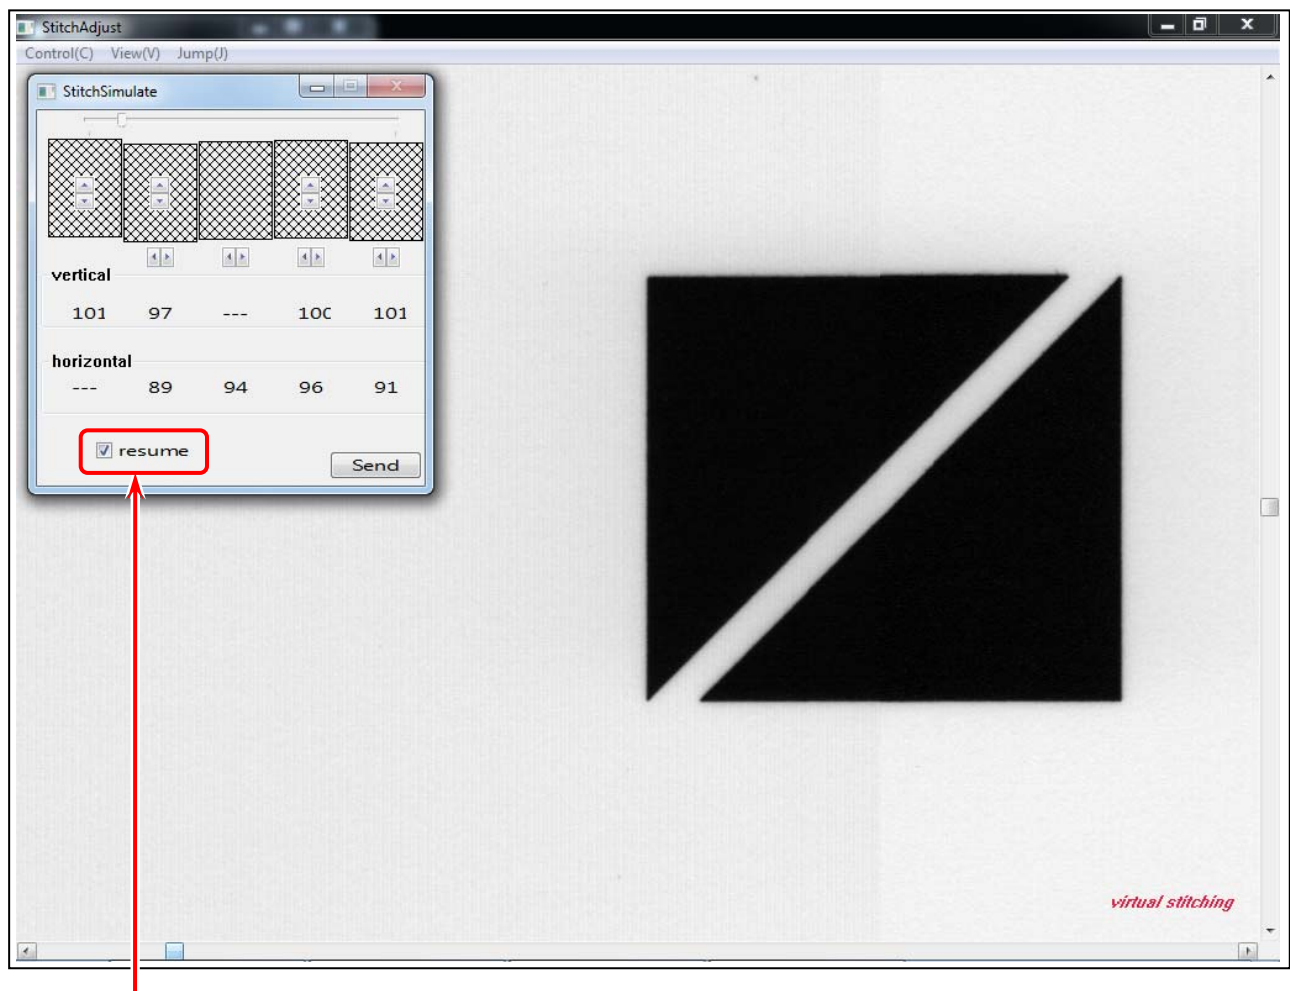 StitchAdjust
Control(C) View(V) Jump(J)
StitchSimulate
vertical
101 97 --- 10C 101
horizontal
--- 89 94 96 91
resume
Send
virtual stitching